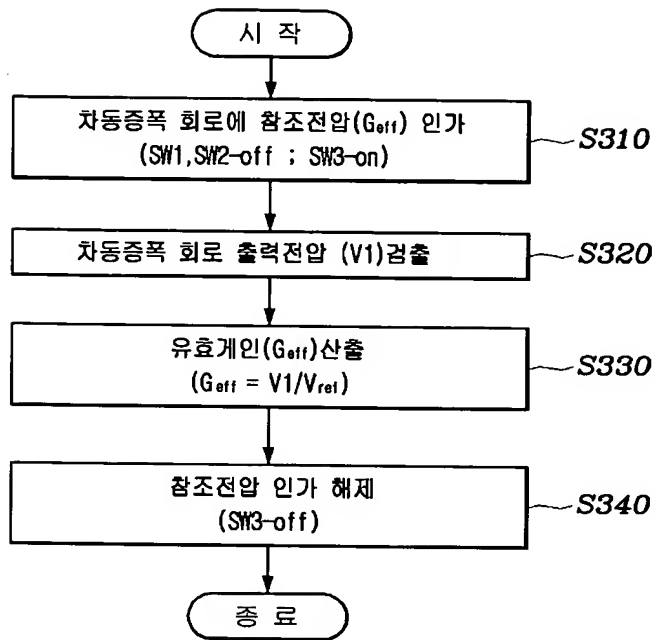 시 작
차동증폭 회로에 참조전압(Geff) 인가
(SW1,SW2-off ; SW3-on)
S310
차동증폭 회로 출력전압 (V1)검출
S320
유효게인(Geff)산출
(Geff = V1/Vref)
S330
참조전압 인가 해제
(SW3-off)
S340
종 료